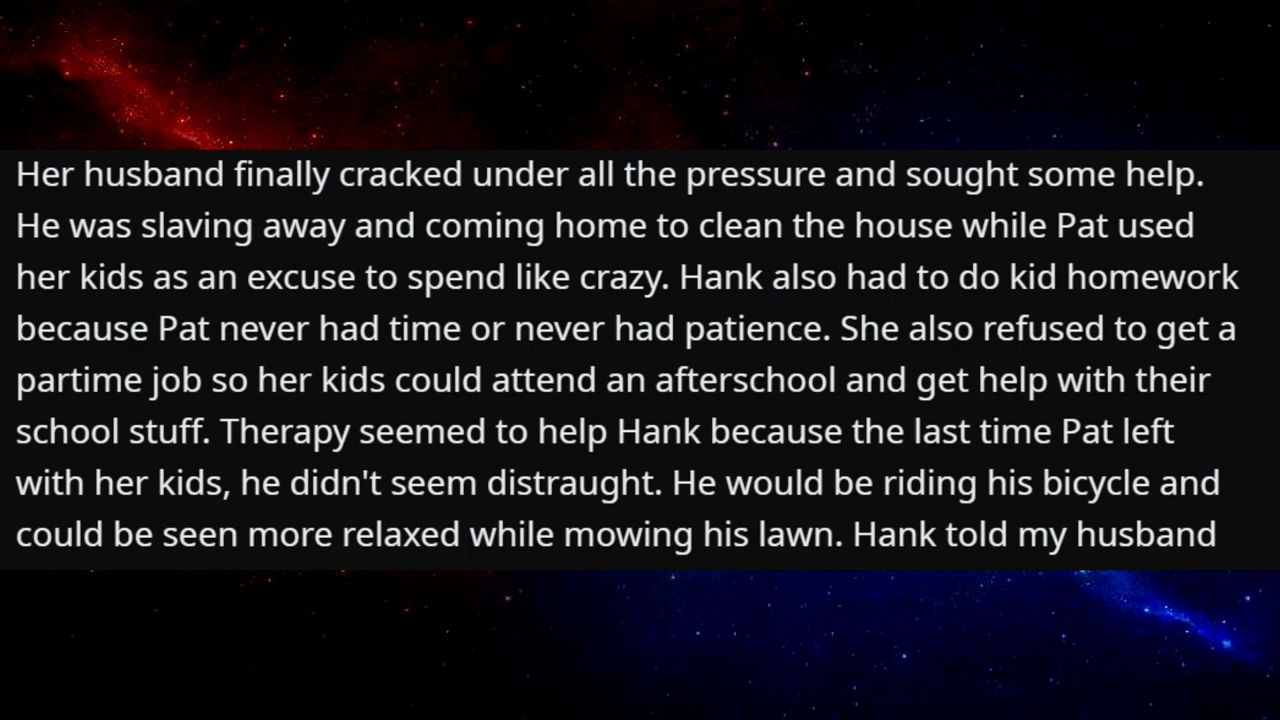 Her husband finally cracked under all the pressure and sought some help.
He was slaving away and coming home to clean the house while Pat used
her kids as an excuse to spend like crazy. Hank also had to do kid homework
because Pat never had time or never had patience. She also refused to get a
partime job so her kids could attend an afterschool and get help with their
school stuff. Therapy seemed to help Hank because the last time Pat left
with her kids, he didn't seem distraught. He would be riding his bicycle and
could be seen more relaxed while mowing his lawn. Hank told my husband